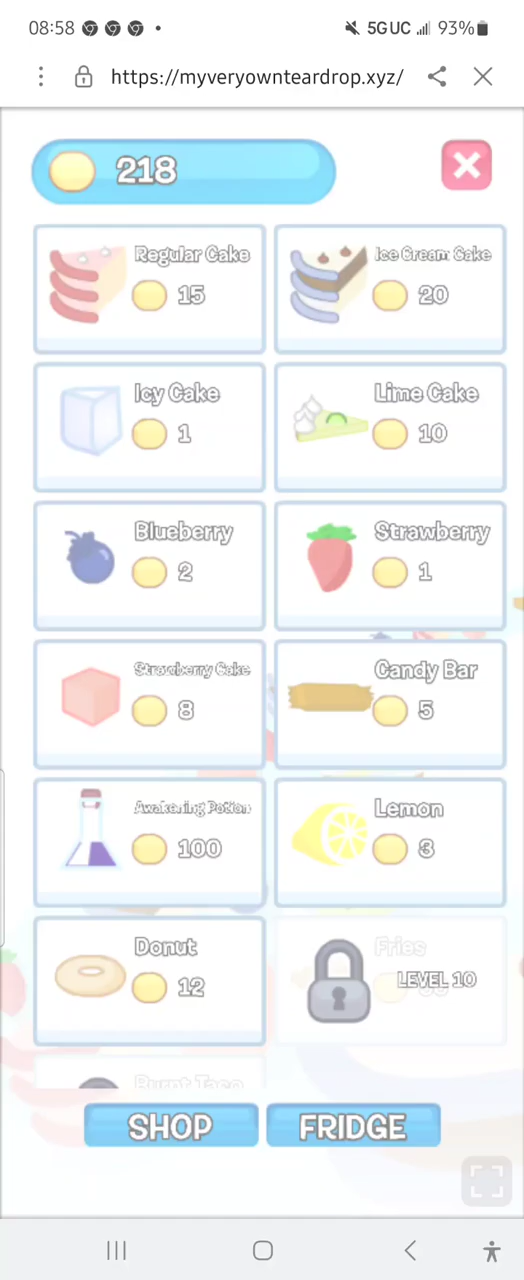 08:58
5G UC 93%
https://myveryownteardrop.xyz/
218
Regular Cake
15
Ice Cream Cake
20
Icy Cake
1
Lime Cake
10
Blueberry
2
Strawberry
1
Strawberry Cake
8
Candy Bar
5
Awakening Potion
100
Lemon
3
Donut
12
Fries
LEVEL 10
Burnt Taco
SHOP
FRIDGE